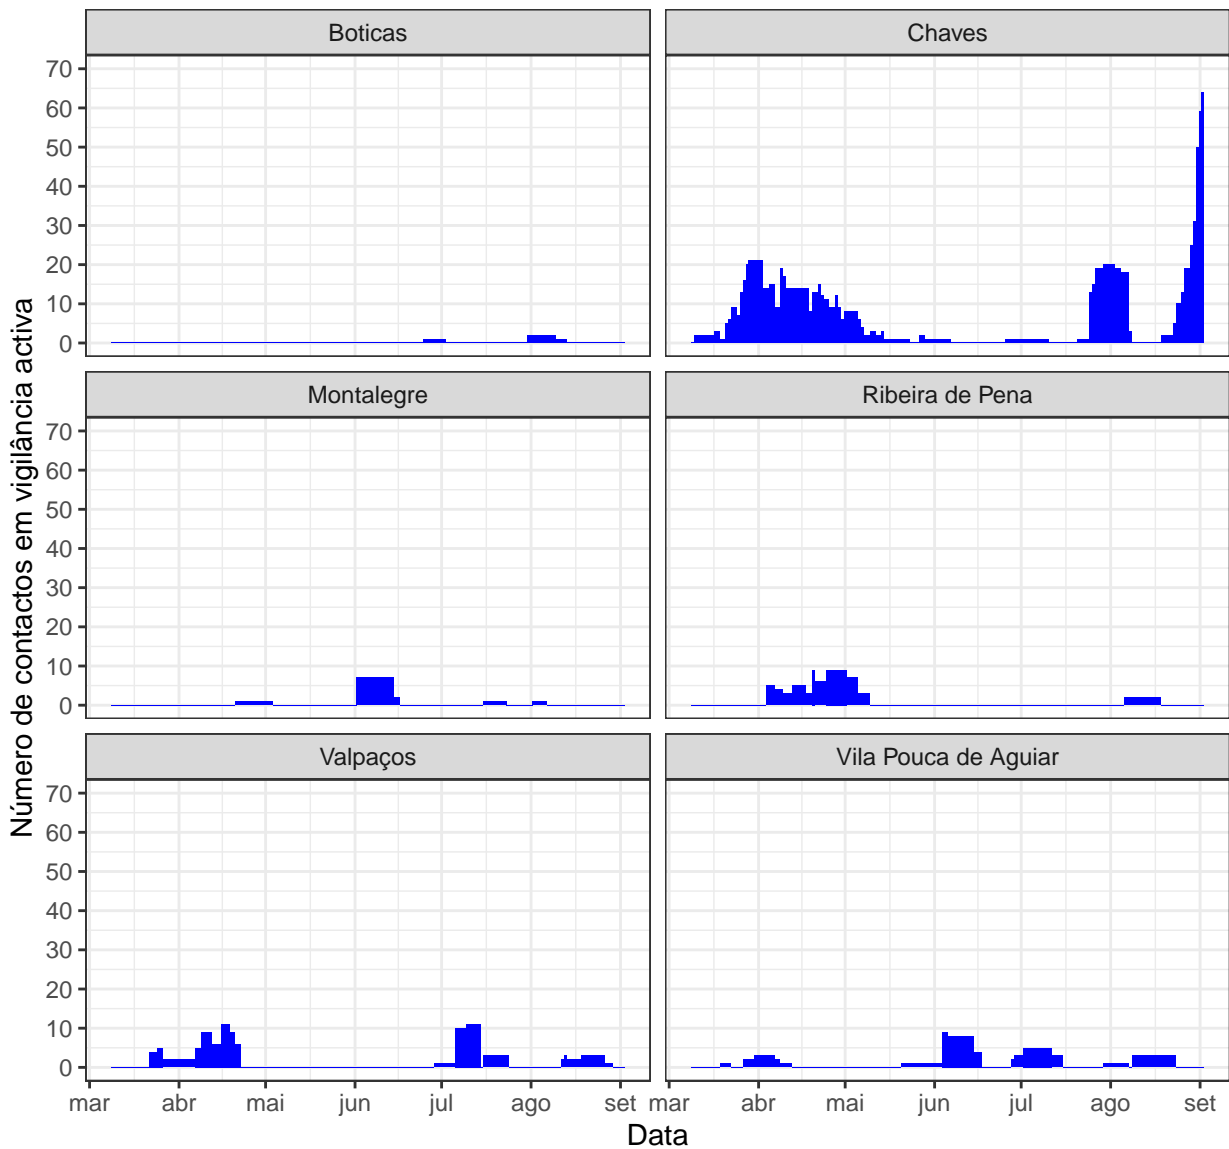 Boticas
Chaves
70
60
50
40
30
20
10
0
Montalegre
Ribeira de Pena
70
60
50
40
30
20
10
0
Valpaços
Vila Pouca de Aguiar
70
60
50
40
30
20
10
0
Número de contactos em vigilância activa
mar abr mai jun jul ago set
mar abr mai jun jul ago set
Data